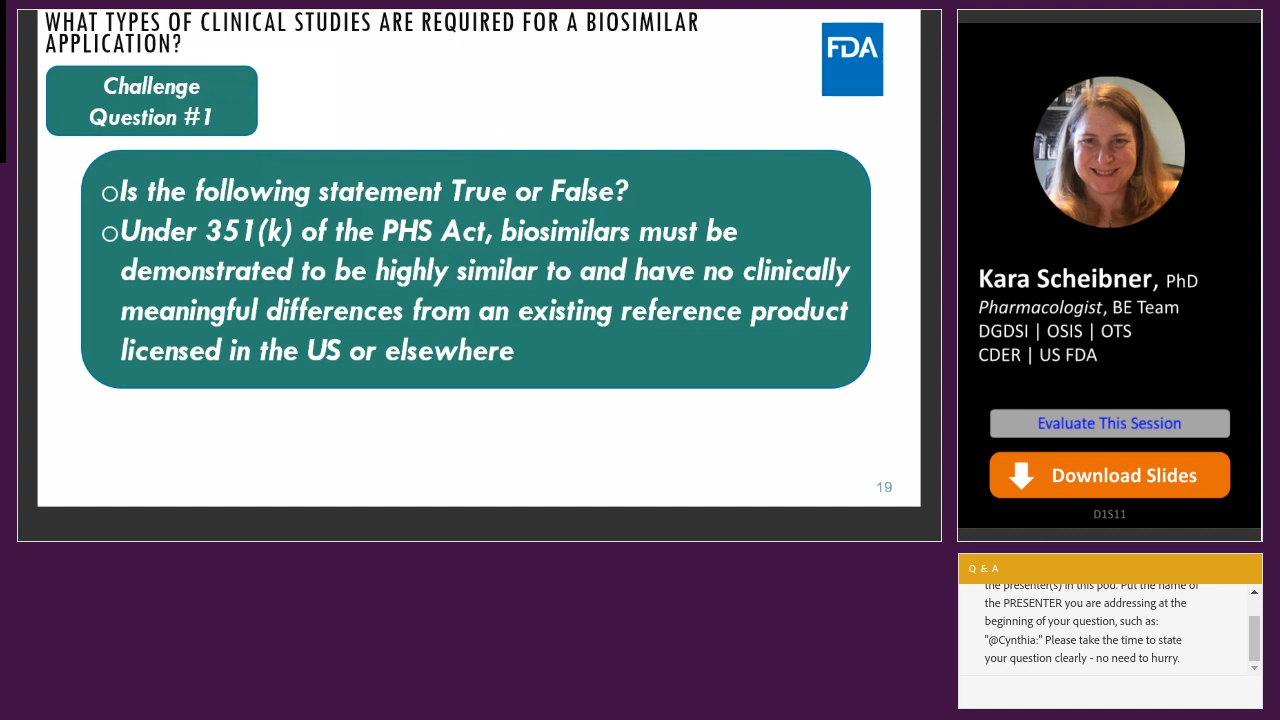 WHAT TYPES OF CLINICAL STUDIES ARE REQUIRED FOR A BIOSIMILAR
APPLICATION?
FDA
Challenge
Question #1
oIs the following statement True or False?
oUnder 351(k) of the PHS Act, biosimilars must be
demonstrated to be highly similar to and have no clinically
meaningful differences from an existing reference product
licensed in the US or elsewhere
19
Kara Scheibner, PhD
Pharmacologist, BE Team
DGDSI | OSIS | OTS
CDER | US FDA
Evaluate This Session
Download Slides
D1S11
Q & A
the presenter(s) in this pod. Put the name of
the PRESENTER you are addressing at the
beginning of your question, such as:
"@Cynthia:" Please take the time to state
your question clearly - no need to hurry.